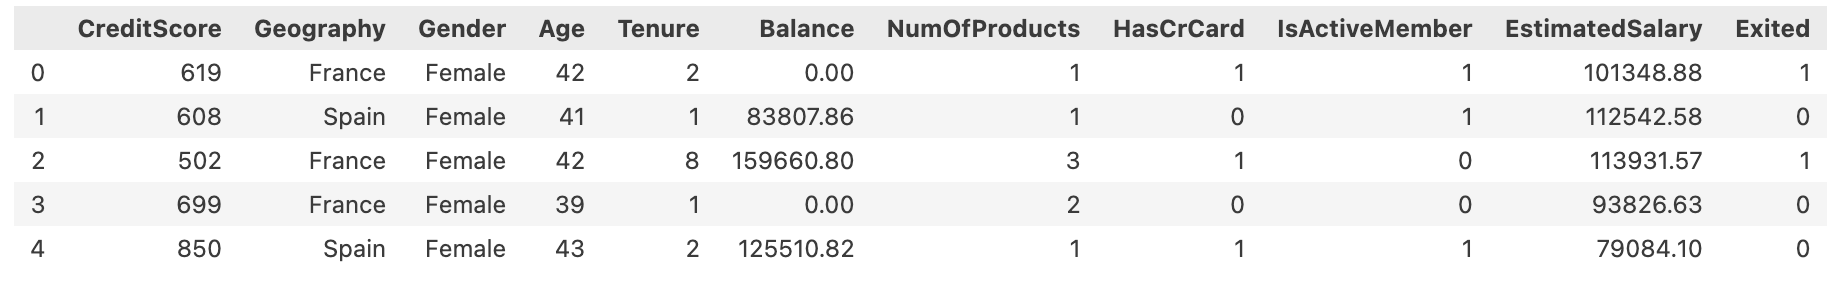 CreditScore Geography Gender Age Tenure Balance NumOfProducts HasCrCard IsActiveMember EstimatedSalary Exited
0 619 France Female 42 2 0.00 1 1 1 101348.88 1
1 608 Spain Female 41 1 83807.86 1 0 1 112542.58 0
2 502 France Female 42 8 159660.80 3 1 0 113931.57 1
3 699 France Female 39 1 0.00 2 0 0 93826.63 0
4 850 Spain Female 43 2 125510.82 1 1 1 79084.10 0